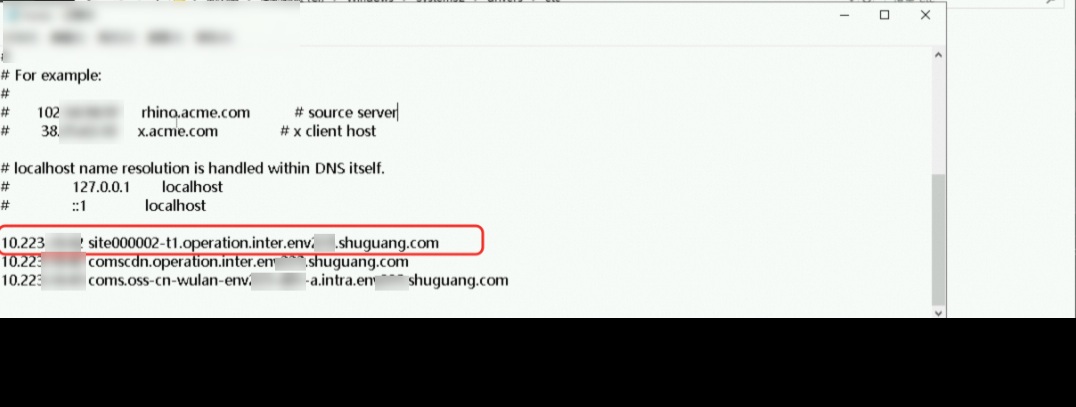 #
# For example:
#
# 102 rhino.acme.com # source server
# 38. x.acme.com # x client host
# localhost name resolution is handled within DNS itself.
# 127.0.0.1 localhost
# ::1 localhost
10.223 site000002-t1.operation.inter.env .shuguang.com
10.223 comscdn.operation.inter.env .shuguang.com
10.223 coms.oss-cn-wulan-env -a.intra.env shuguang.com